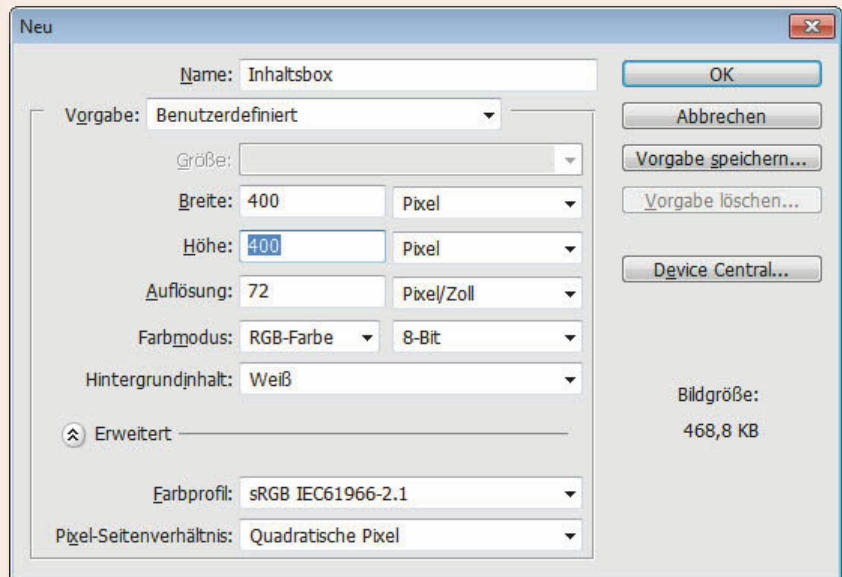 Neu
Name: Inhaltsbox
OK
Vorgabe: Benutzerdefiniert
Abbrechen
Größe:
Vorgabe speichern...
Breite: 400 Pixel
Vorgabe löschen...
Höhe: 400 Pixel
Device Central...
Auflösung: 72 Pixel/Zoll
Farbmodus: RGB-Farbe 8-Bit
Hintergrundinhalt: Weiß
Bildgröße:
468,8 KB
Erweitert
Farbprofil: sRGB IEC61966-2.1
Pixel-Seitenverhältnis: Quadratische Pixel